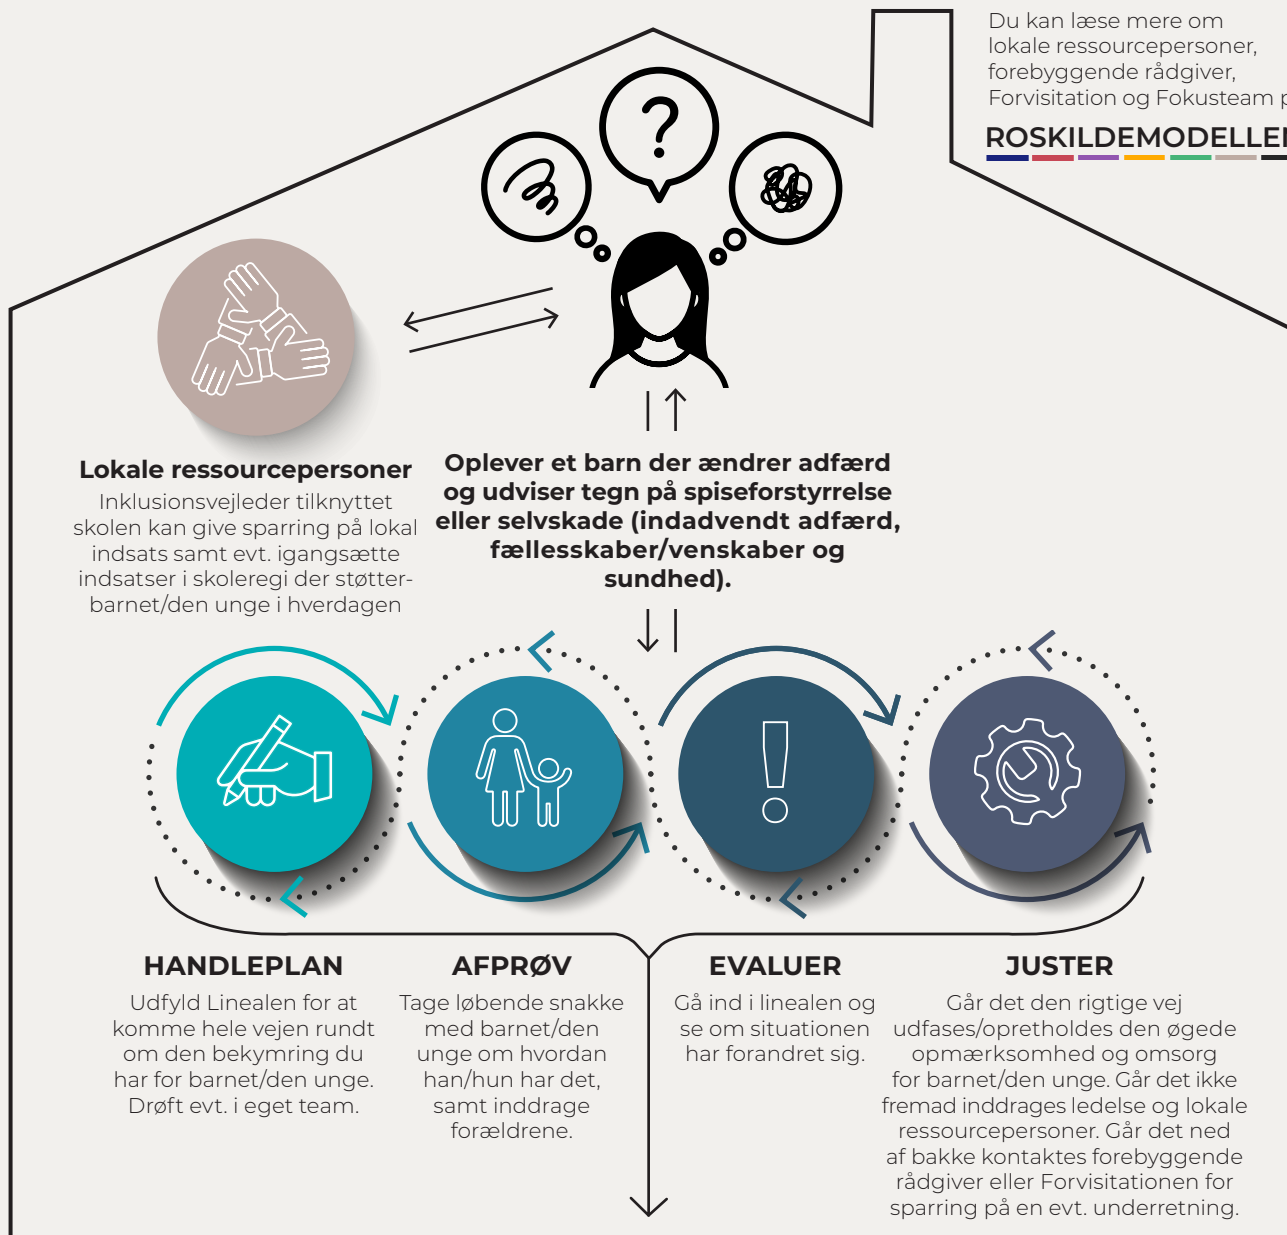 Du kan læse mere om
lokale ressourcepersoner,
forebyggende rådgiver,
Forvisitation og Fokusteam
ROSKILDEMODELLEN
?
Lokale ressourcepersoner
Inklusionsvejleder tilknyttet
skolen kan give sparring på lokal
indsats samt evt. igangsætte
indsatser i skoleregi der støtter-
barnet/den unge i hverdagen
Oplever et barn der ændrer adfærd
og udviser tegn på spiseforstyrrelse
eller selvskade (indadvendt adfærd,
fællesskaber/venskaber og
sundhed).
HANDLEPLAN
Udfyld Linealen for at
komme hele vejen rundt
om den bekymring du
har for barnet/den unge.
Drøft evt. i eget team.
AFPRØV
Tage løbende snakke
med barnet/den
unge om hvordan
han/hun har det,
samt inddrage
forældrene.
EVALUER
Gå ind i linealen og
se om situationen
har forandret sig.
JUSTER
Går det den rigtige vej
udfases/opretholdes den øgede
opmærksomhed og omsorg
for barnet/den unge. Går det ikke
fremad inddrages ledelse og lokale
ressourcepersoner. Går det ned
af bakke kontaktes forebyggende
rådgiver eller Forvisitationen for
sparring på en evt. underretning.